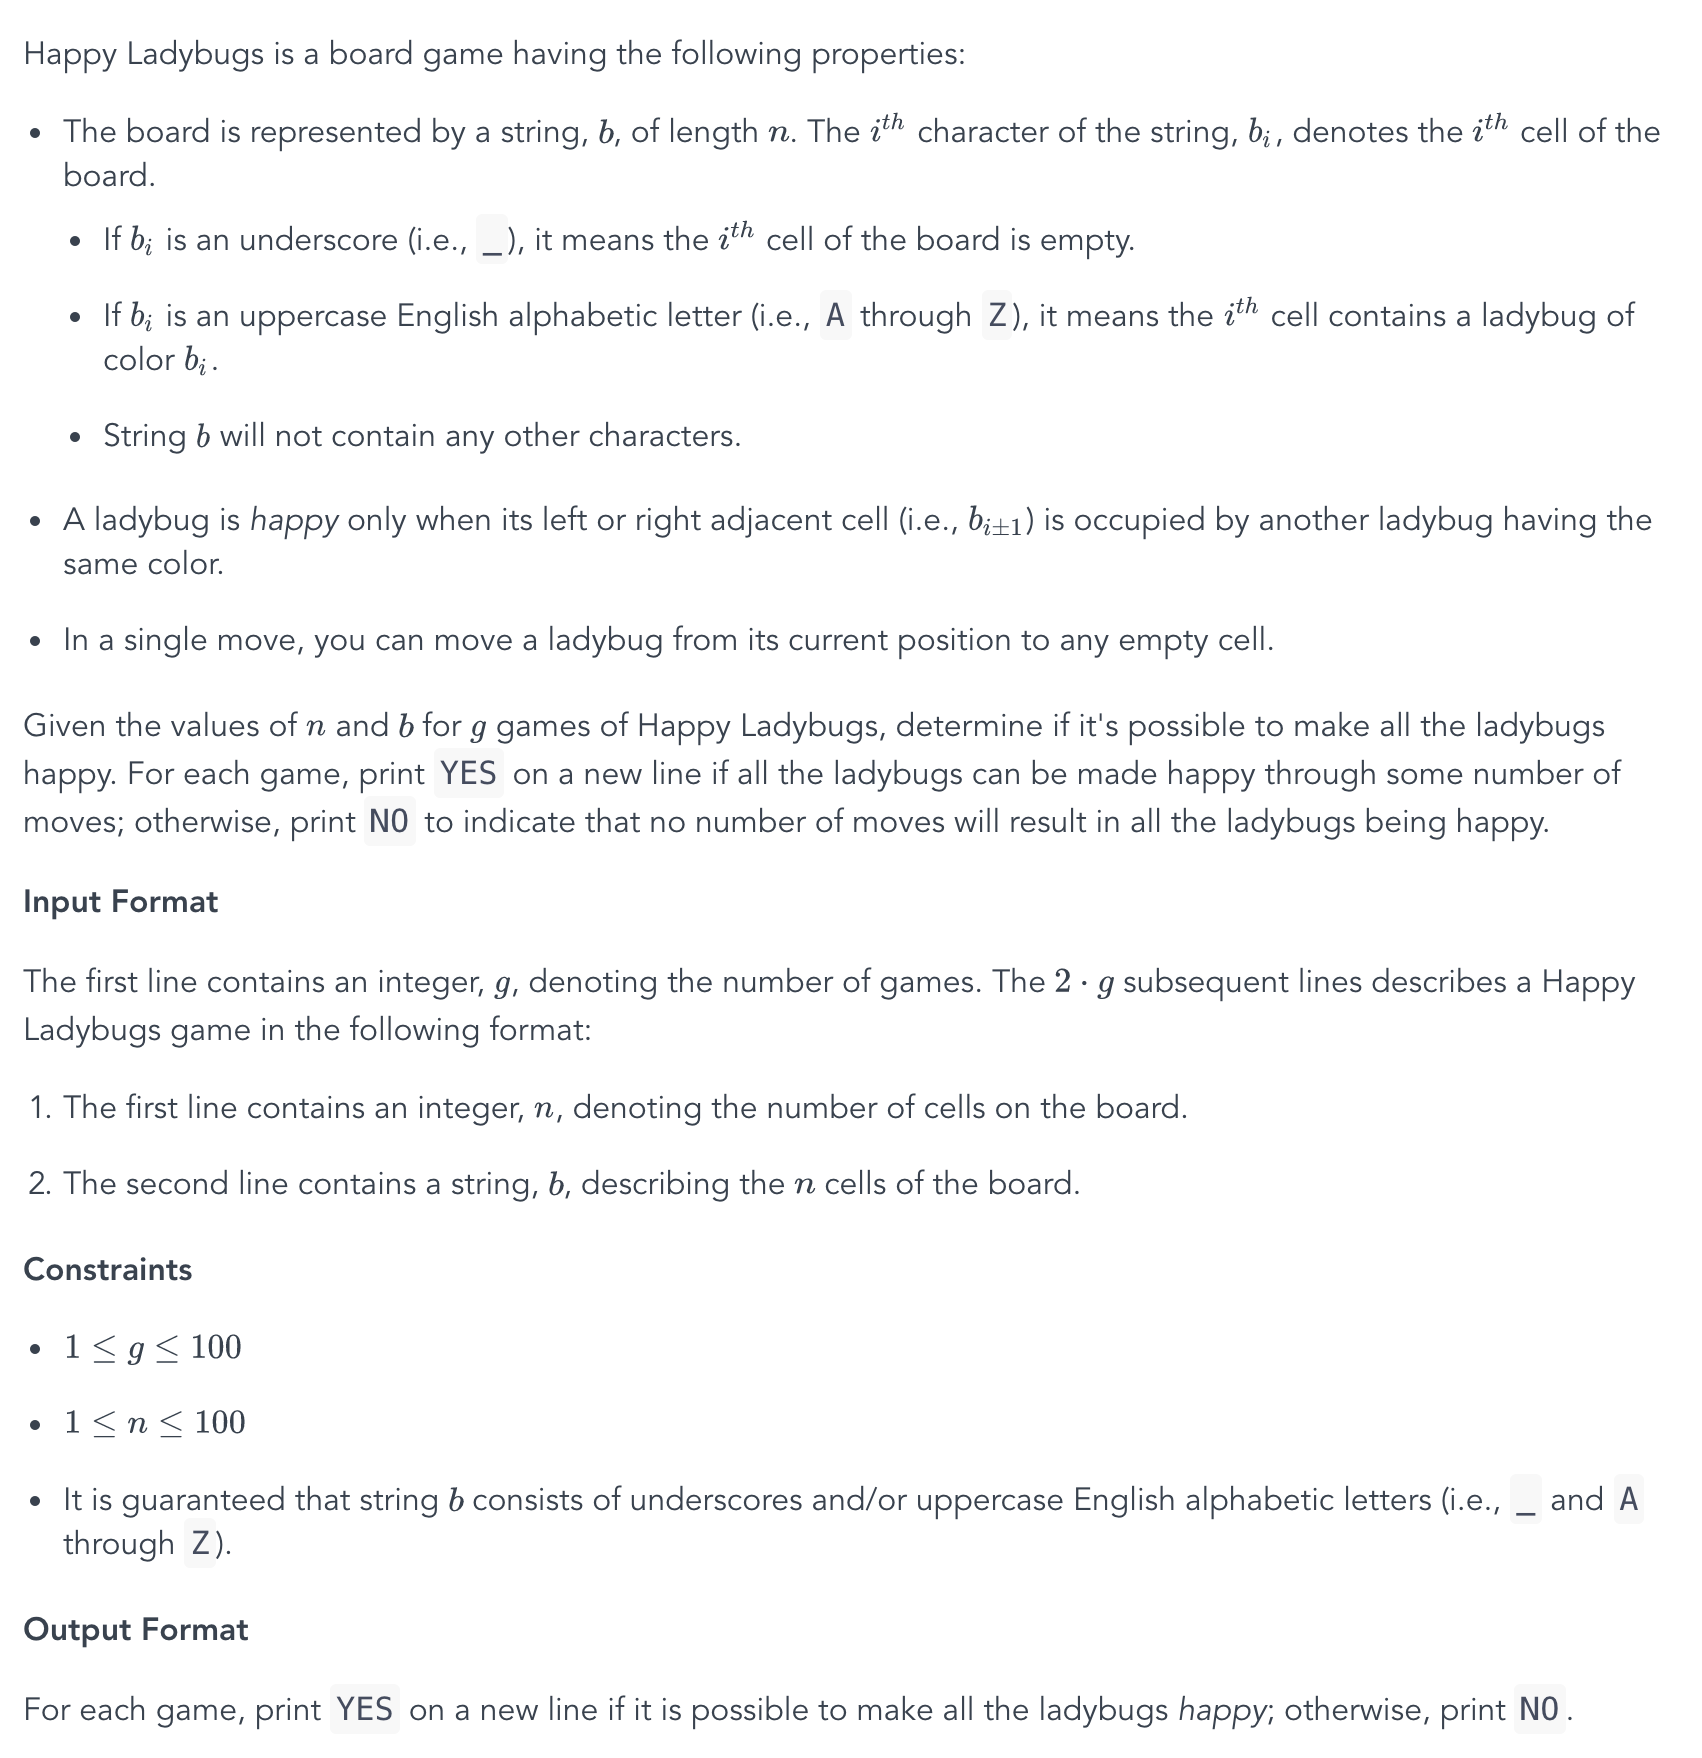 Happy Ladybugs is a board game having the following properties:
• The board is represented by a string, b, of length n. The i^th character of the string, b_i, denotes the i^th cell of the
board.
• If b_i is an underscore (i.e., _), it means the i^th cell of the board is empty.
• If b_i is an uppercase English alphabetic letter (i.e., A through Z), it means the i^th cell contains a ladybug of
color b_i.
• String b will not contain any other characters.
• A ladybug is happy only when its left or right adjacent cell (i.e., b_i±1) is occupied by another ladybug having the
same color.
• In a single move, you can move a ladybug from its current position to any empty cell.
Given the values of n and b for g games of Happy Ladybugs, determine if it's possible to make all the ladybugs
happy. For each game, print YES on a new line if all the ladybugs can be made happy through some number of
moves; otherwise, print NO to indicate that no number of moves will result in all the ladybugs being happy.
Input Format
The first line contains an integer, g, denoting the number of games. The 2 · g subsequent lines describes a Happy
Ladybugs game in the following format:
1. The first line contains an integer, n, denoting the number of cells on the board.
2. The second line contains a string, b, describing the n cells of the board.
Constraints
• 1 ≤ g ≤ 100
• 1 ≤ n ≤ 100
• It is guaranteed that string b consists of underscores and/or uppercase English alphabetic letters (i.e., _ and A
through Z).
Output Format
For each game, print YES on a new line if it is possible to make all the ladybugs happy; otherwise, print NO.